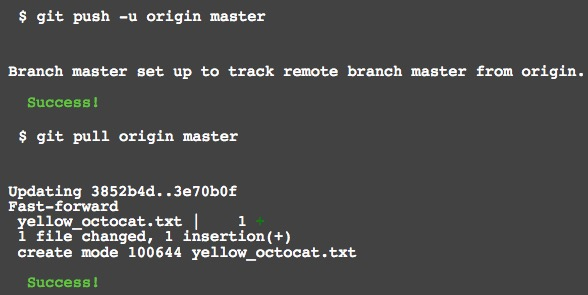 $ git push -u origin master
Branch master set up to track remote branch master from origin.
Success!
$ git pull origin master
Updating 3852b4d..3e70b0f
Fast-forward
yellow_octocat.txt |    1 +
1 file changed, 1 insertion(+)
create mode 100644 yellow_octocat.txt
Success!